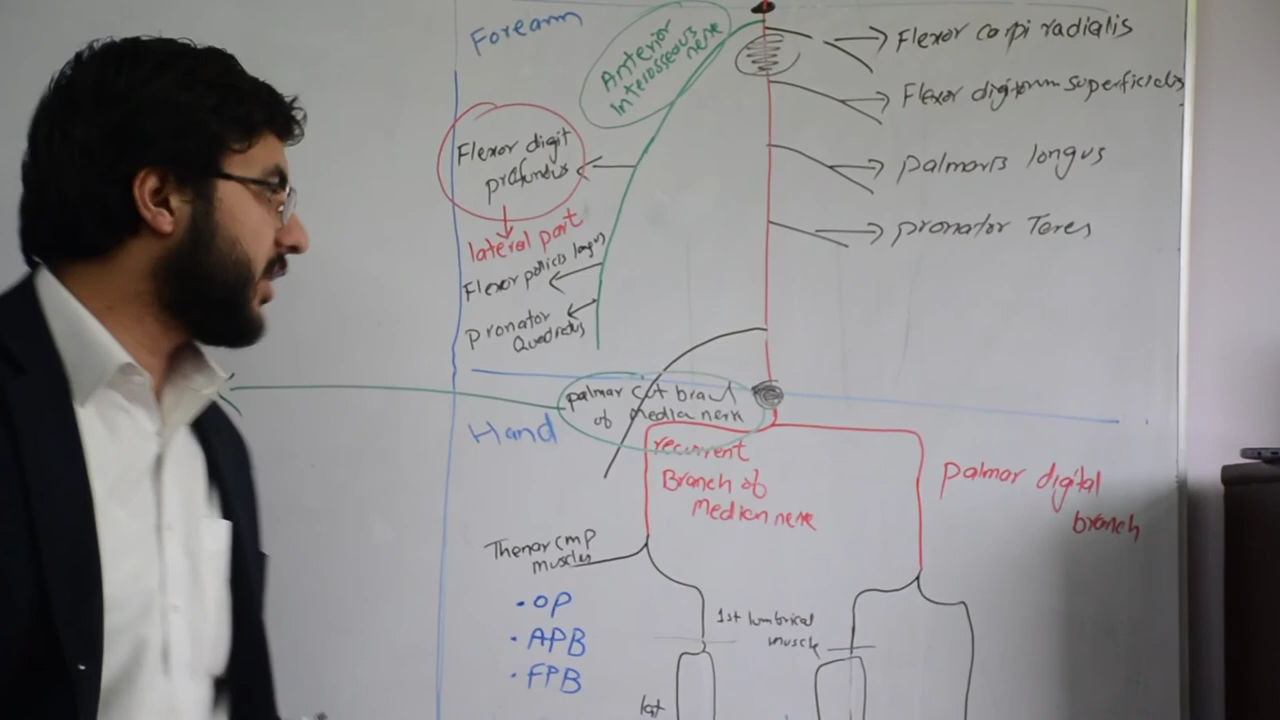 Forearm
Anterior
Interosseous
nerve
Flexor carpi radialis
Flexor digitorum superficialis
palmaris longus
pronator Teres
Flexor digit
profundus
lateral part
Flexor policis longus
pronator
Quadratus
palmar cut branch
of median nerve
Hand
recurrent
Branch of
Median nerve
palmar digital
branch
Thenar cmp
muscles
• OP
• APB
• FPB
1st lumbrical
muscle
lat